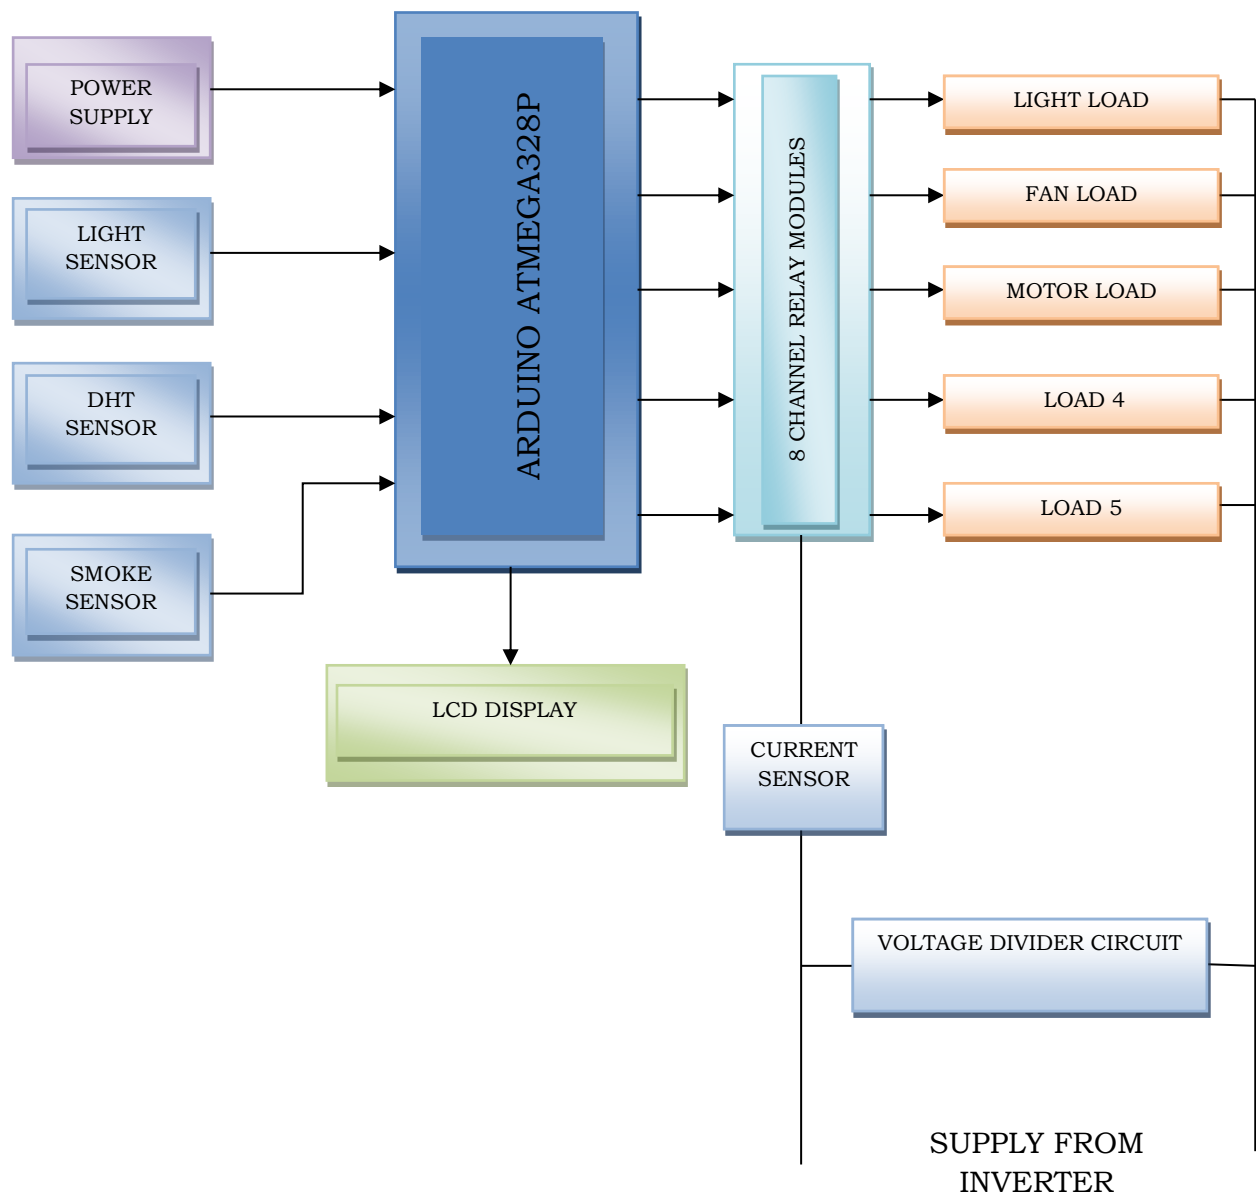 POWER
SUPPLY
LIGHT
SENSOR
DHT
SENSOR
SMOKE
SENSOR
ARDUINO ATMEGA328P
8 CHANNEL RELAY MODULES
LIGHT LOAD
FAN LOAD
MOTOR LOAD
LOAD 4
LOAD 5
LCD DISPLAY
CURRENT
SENSOR
VOLTAGE DIVIDER CIRCUIT
SUPPLY FROM
INVERTER